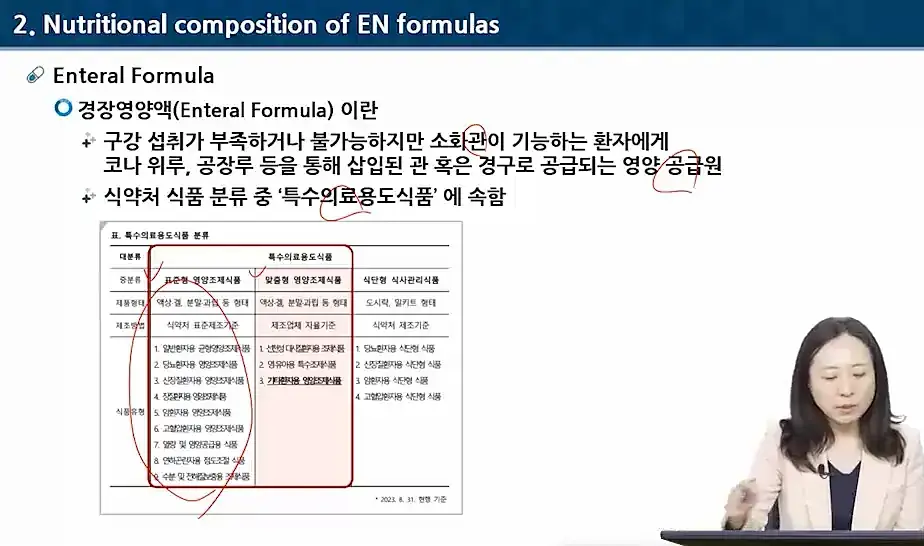 2. Nutritional composition of EN formulas
Enteral Formula
경장영양액(Enteral Formula) 이란
구강 섭취가 부족하거나 불가능하지만 소화관이 기능하는 환자에게
코나 위루, 공장루 등을 통해 삽입된 관 혹은 경구로 공급되는 영양 공급원
식약처 식품 분류 중 ‘특수의료용도식품’ 에 속함
표. 특수의료용도식품 분류
대분류 특수의료용도식품
중분류 표준형 영양조제식품 맞춤형 영양조제식품 식단형 식사관리식품
제품형태 액상·겔, 분말·과립 등 형태 액상·겔, 분말·과립 등 형태 도시락, 밀키트 형태
제조방법 식약처 표준제조기준 제조업체 자율기준 식약처 제조기준
식품유형
1. 일반환자용 균형영양조제식품
2. 당뇨환자용 영양조제식품
3. 신장질환자용 영양조제식품
4. 장질환자용 영양조제식품
5. 암환자용 영양조제식품
6. 고혈압환자용 영양조제식품
7. 열량 및 영양공급용 식품
8. 연하곤란자용 점도조절 식품
9. 수분 및 전해질보충용 조제식품
1. 선천성 대사질환자용 조제식품
2. 영·유아용 특수조제식품
3. 기타환자용 영양조제식품
1. 당뇨환자용 식단형 식품
2. 신장질환자용 식단형 식품
3. 암환자용 식단형 식품
4. 고혈압환자용 식단형 식품
* 2023. 8. 31. 현행 기준